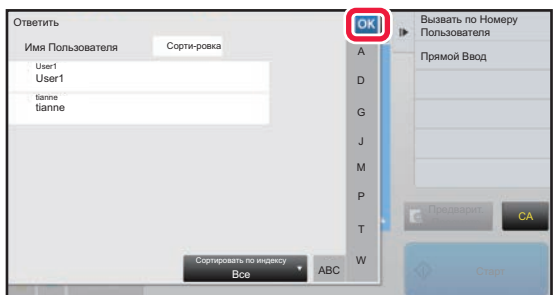 Ответить
OK
Вызвать по Номеру
Пользователя
Имя Пользователя
Сорти-ровка
A
Прямой Ввод
User1
User1
D
tianne
tianne
G
J
M
P
Предварит.
CA
T
Сортировать по индексу
Все
ABC
W
Старт